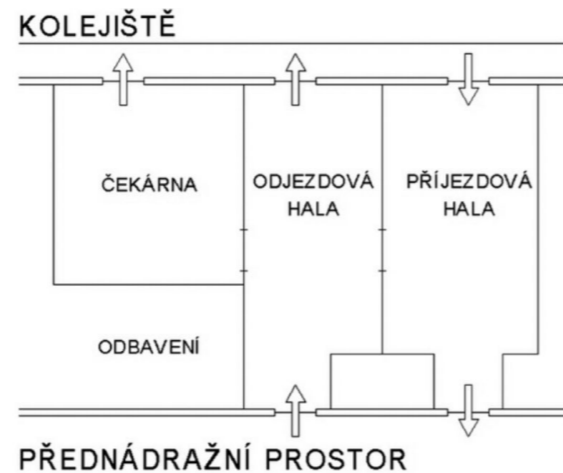 KOLEJIŠTĚ
ČEKÁRNA
ODJEZDOVÁ
HALA
PŘÍJEZDOVÁ
HALA
ODBAVENÍ
PŘEDNÁDRAŽNÍ PROSTOR